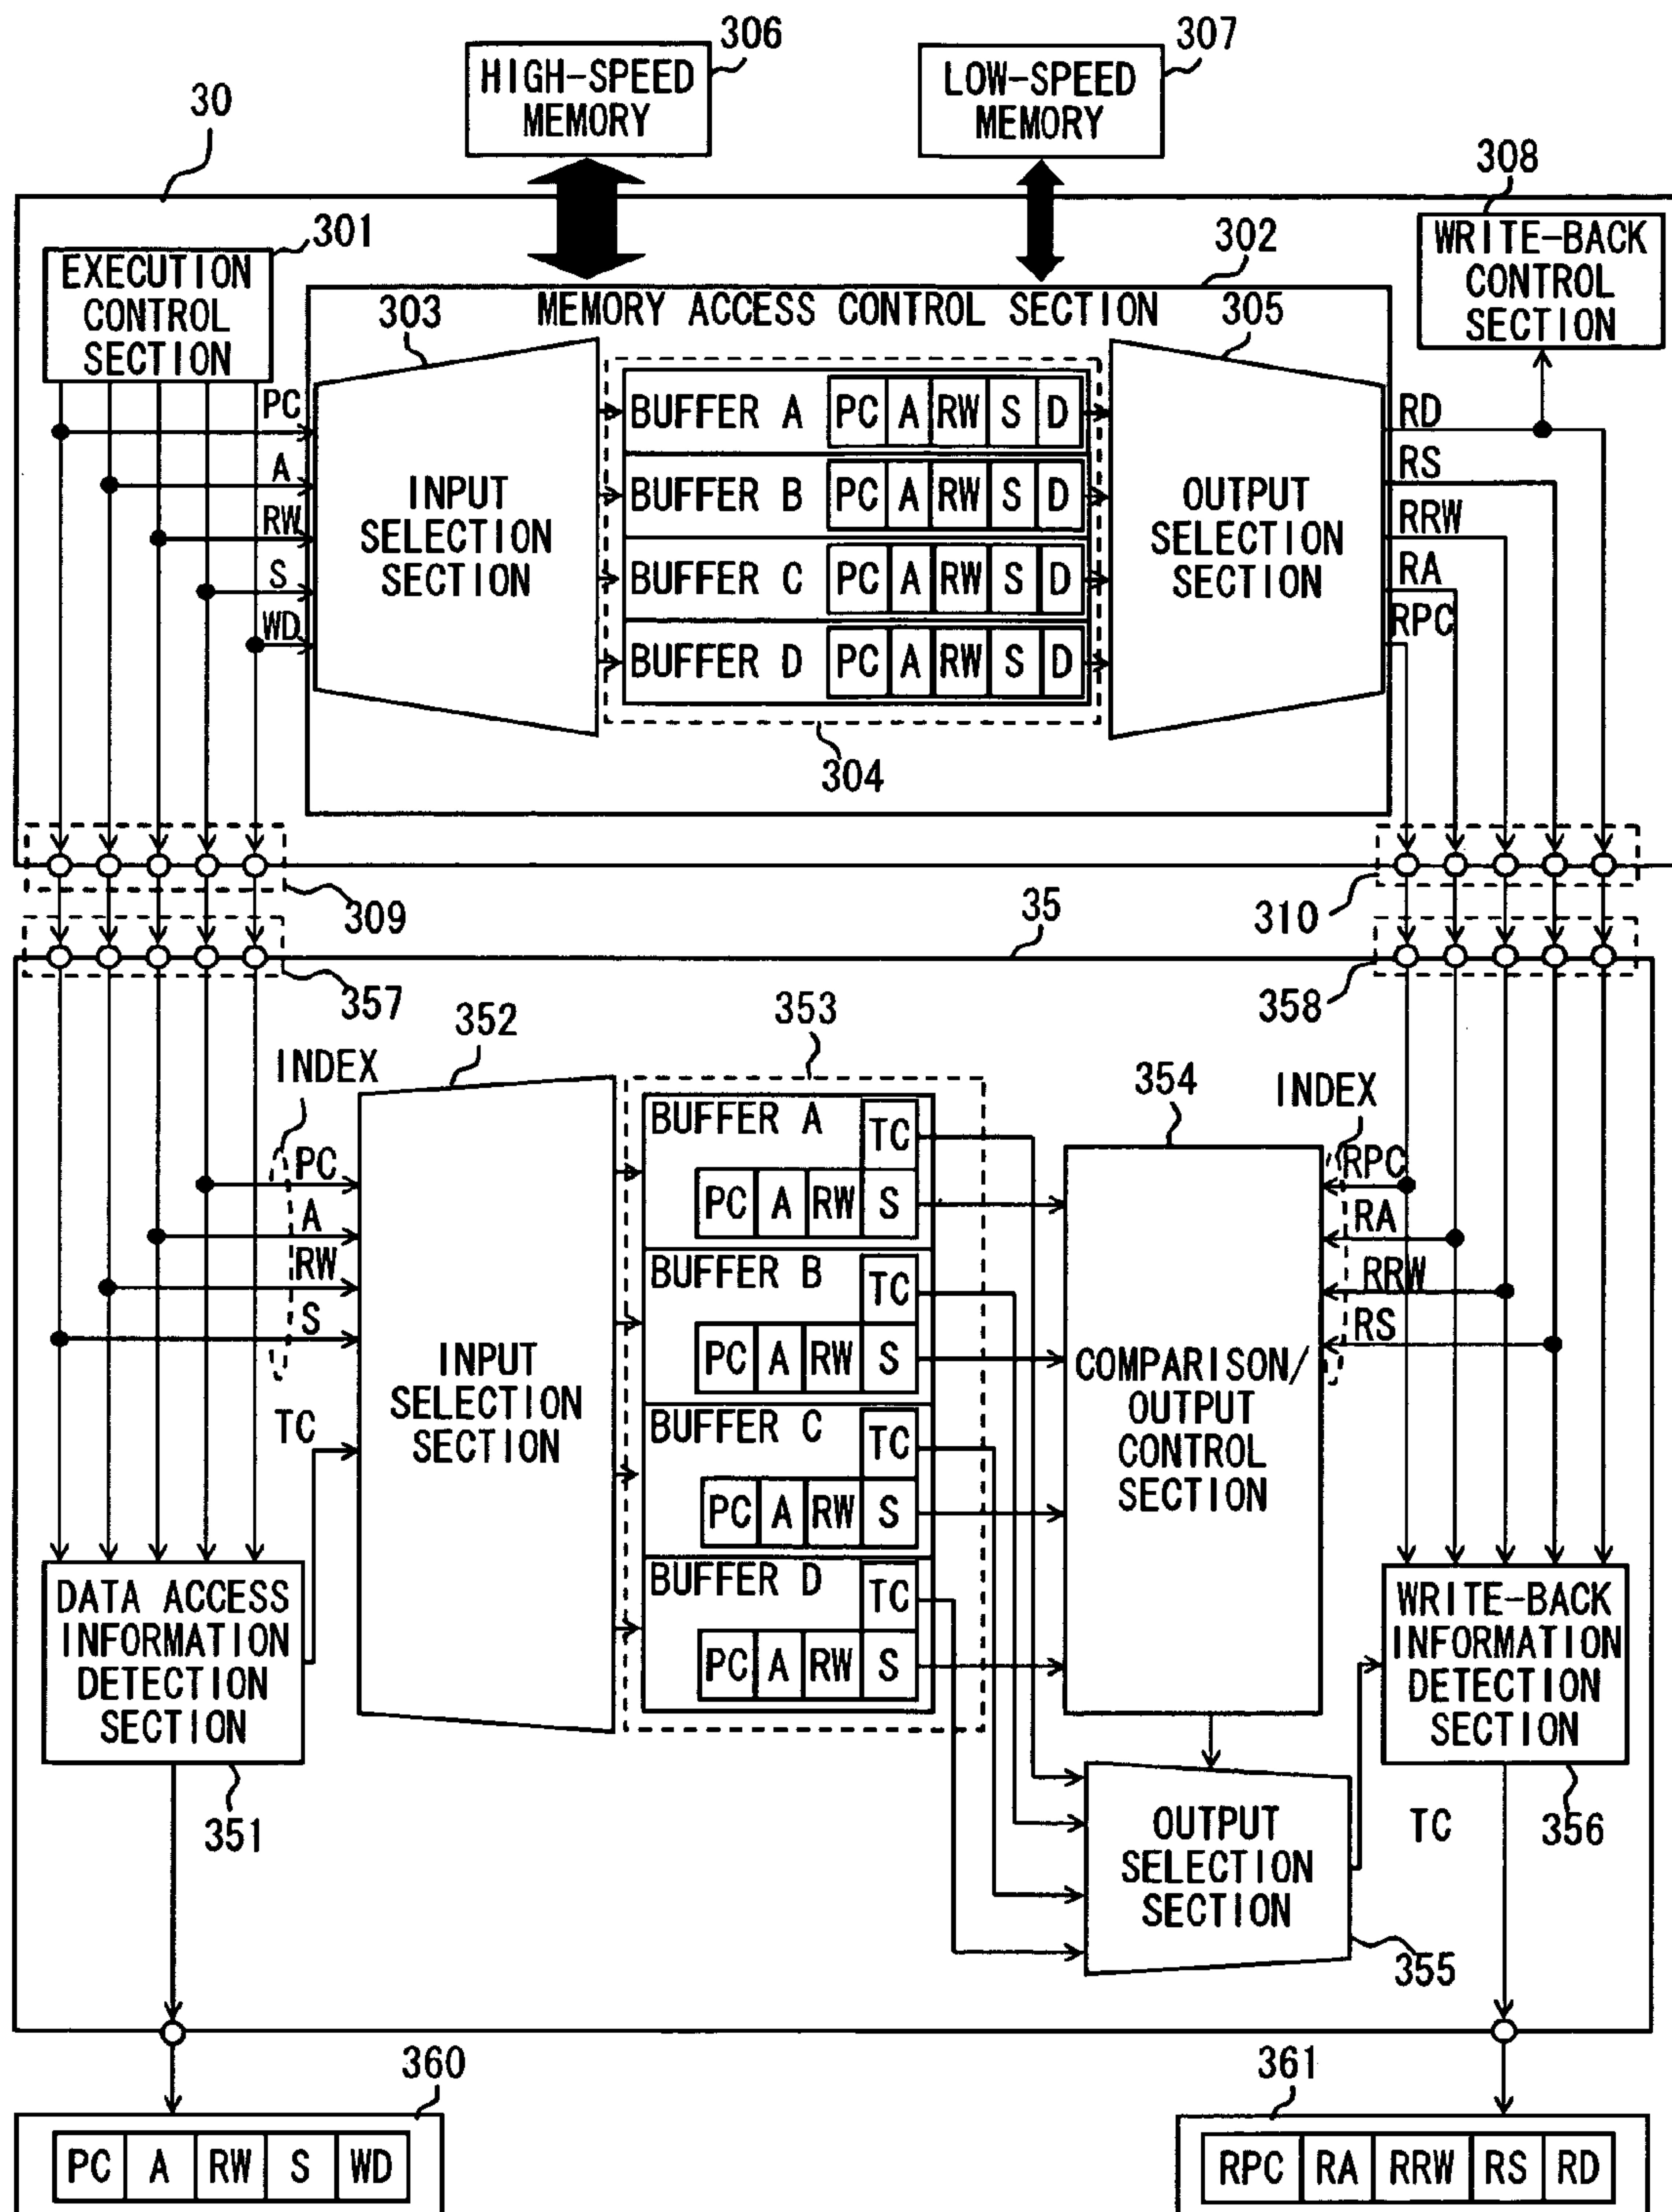 306
HIGH-SPEED
MEMORY
307
LOW-SPEED
MEMORY
30
308
WRITE-BACK
CONTROL
SECTION
301
EXECUTION
CONTROL
SECTION
302
MEMORY ACCESS CONTROL SECTION
303
305
PC
A
RW
S
WD
INPUT
SELECTION
SECTION
BUFFER A PC A RW S D
BUFFER B PC A RW S D
BUFFER C PC A RW S D
BUFFER D PC A RW S D
304
OUTPUT
SELECTION
SECTION
RD
RS
RRW
RA
RPC
309
310
35
357
358
352
353
354
INDEX
PC
A
RW
S
TC
INPUT
SELECTION
SECTION
BUFFER A TC
PC A RW S
BUFFER B TC
PC A RW S
BUFFER C TC
PC A RW S
BUFFER D TC
PC A RW S
COMPARISON/
OUTPUT
CONTROL
SECTION
INDEX
RPC
RA
RRW
RS
DATA ACCESS
INFORMATION
DETECTION
SECTION
351
WRITE-BACK
INFORMATION
DETECTION
SECTION
356
TC
OUTPUT
SELECTION
SECTION
355
360
PC A RW S WD
361
RPC RA RRW RS RD